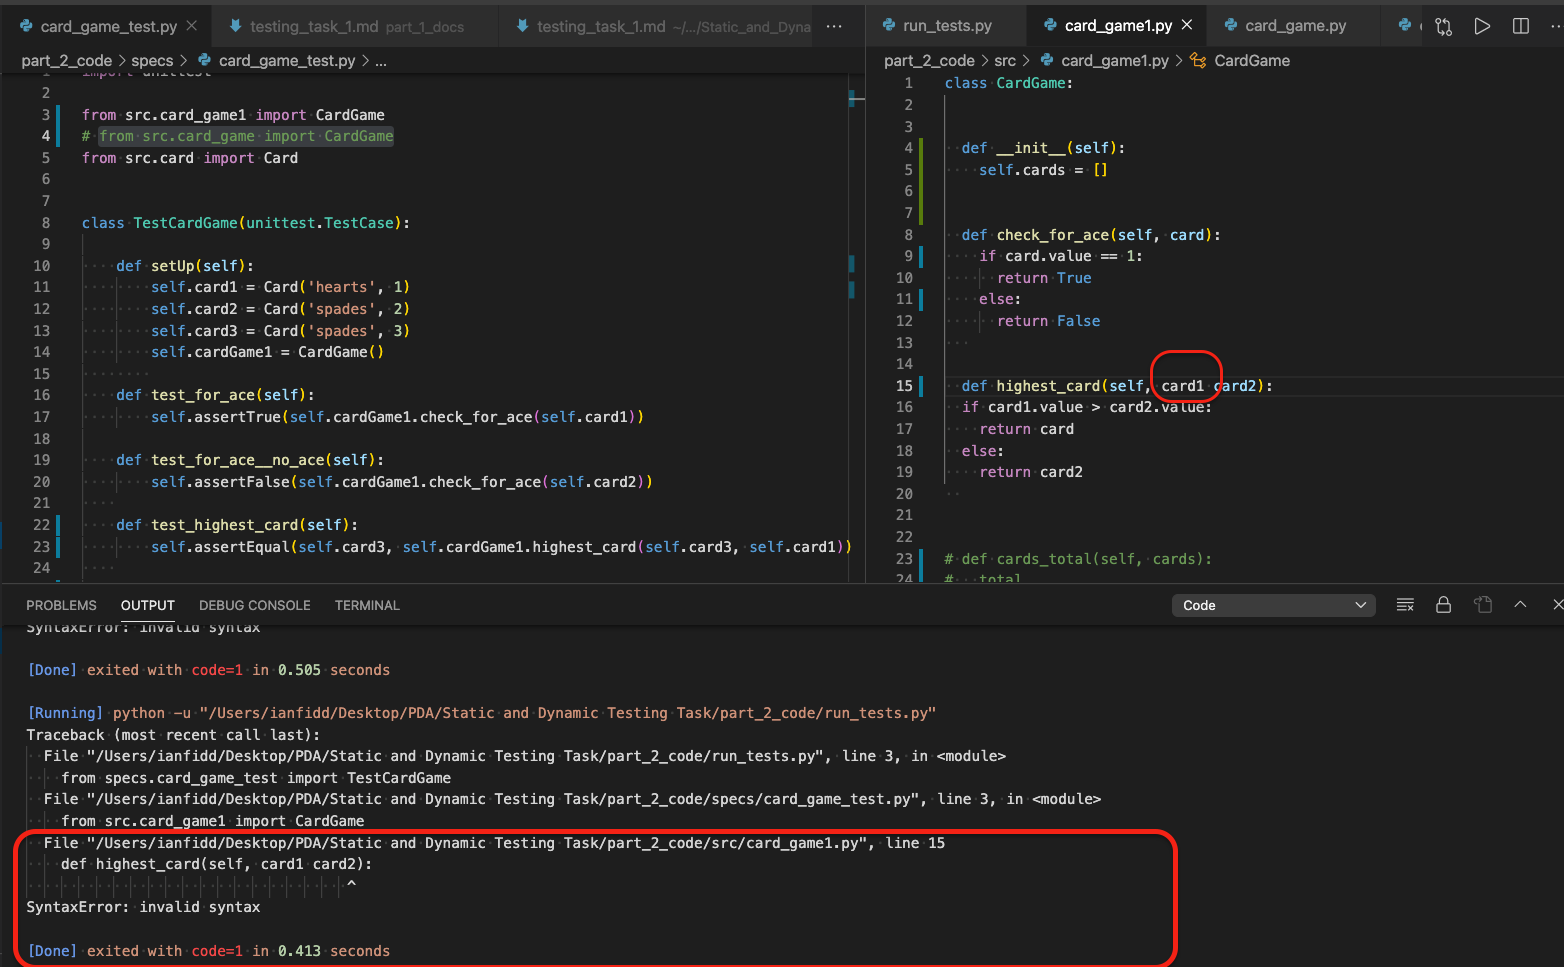 card_game_test.py
testing_task_1.md part_1_docs
testing_task_1.md ~/.../Static_and_Dyna
...
run_tests.py
card_game1.py
card_game.py
part_2_code > specs > card_game_test.py > ...
part_2_code > src > card_game1.py > CardGame
1 import unittest
2
3 from src.card_game1 import CardGame
4 # from src.card_game import CardGame
5 from src.card import Card
6
7
8 class TestCardGame(unittest.TestCase):
9
10 def setUp(self):
11 self.card1 = Card('hearts', 1)
12 self.card2 = Card('spades', 2)
13 self.card3 = Card('spades', 3)
14 self.cardGame1 = CardGame()
15
16 def test_for_ace(self):
17 self.assertTrue(self.cardGame1.check_for_ace(self.card1))
18
19 def test_for_ace__no_ace(self):
20 self.assertFalse(self.cardGame1.check_for_ace(self.card2))
21
22 def test_highest_card(self):
23 self.assertEqual(self.card3, self.cardGame1.highest_card(self.card3, self.card1))
24
1 class CardGame:
2
3
4 def __init__(self):
5 self.cards = []
6
7
8 def check_for_ace(self, card):
9 if card.value == 1:
10 return True
11 else:
12 return False
13
14
15 def highest_card(self, card1 card2):
16 if card1.value > card2.value:
17 return card
18 else:
19 return card2
20
21
22
23 # def cards_total(self, cards):
24 # total
PROBLEMS OUTPUT DEBUG CONSOLE TERMINAL
Code
SyntaxError: invalid syntax
[Done] exited with code=1 in 0.505 seconds
[Running] python -u "/Users/ianfidd/Desktop/PDA/Static and Dynamic Testing Task/part_2_code/run_tests.py"
Traceback (most recent call last):
File "/Users/ianfidd/Desktop/PDA/Static and Dynamic Testing Task/part_2_code/run_tests.py", line 3, in <module>
from specs.card_game_test import TestCardGame
File "/Users/ianfidd/Desktop/PDA/Static and Dynamic Testing Task/part_2_code/specs/card_game_test.py", line 3, in <module>
from src.card_game1 import CardGame
File "/Users/ianfidd/Desktop/PDA/Static and Dynamic Testing Task/part_2_code/src/card_game1.py", line 15
def highest_card(self, card1 card2):
^
SyntaxError: invalid syntax
[Done] exited with code=1 in 0.413 seconds